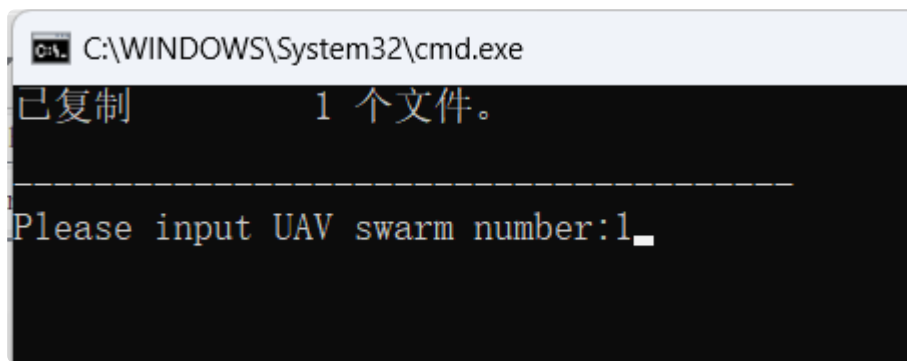 C:\WINDOWS\System32\cmd.exe
已复制         1 个文件。
---------------------------------------
Please input UAV swarm number:1